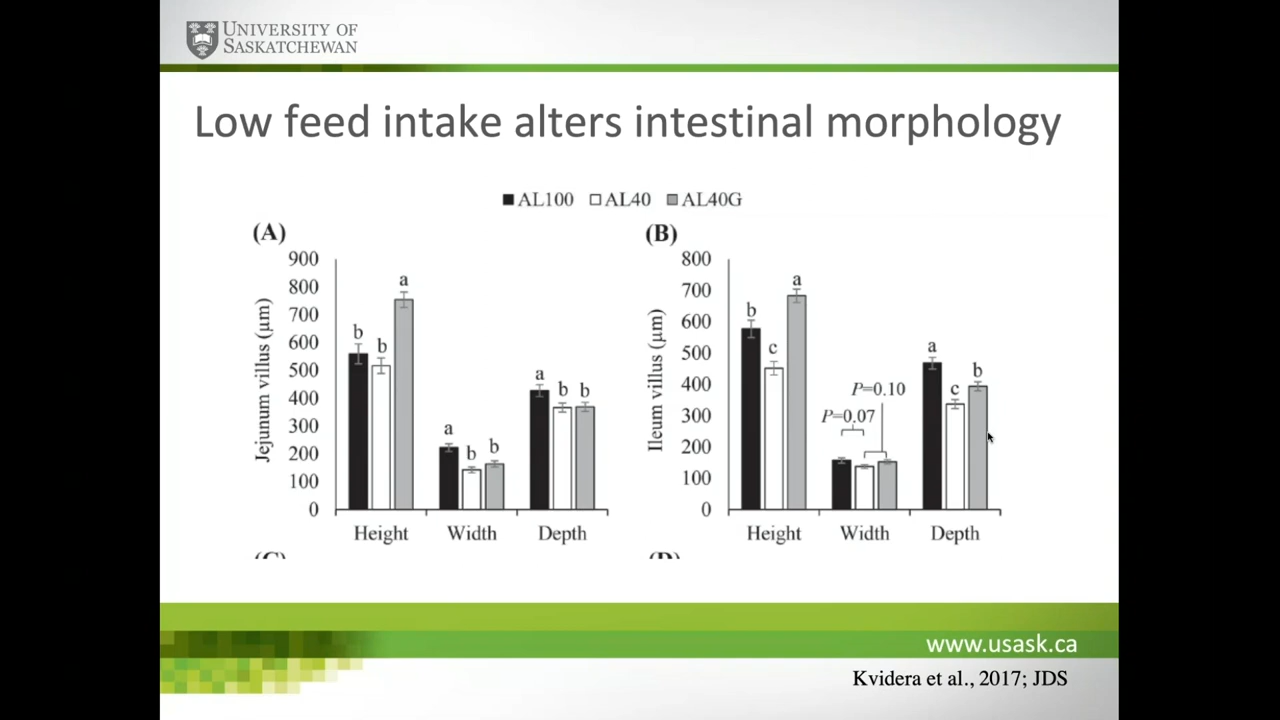 UNIVERSITY OF
SASKATCHEWAN
Low feed intake alters intestinal morphology
AL100 AL40 AL40G
(A)
Jejunum villus (µm)
900
800
700
600
500
400
300
200
100
0
b b a
a b b
a b b
Height Width Depth
(B)
Ileum villus (µm)
800
700
600
500
400
300
200
100
0
b c a
P=0.07 P=0.10
a c b
Height Width Depth
(C) (D)
www.usask.ca
Kvidera et al., 2017; JDS